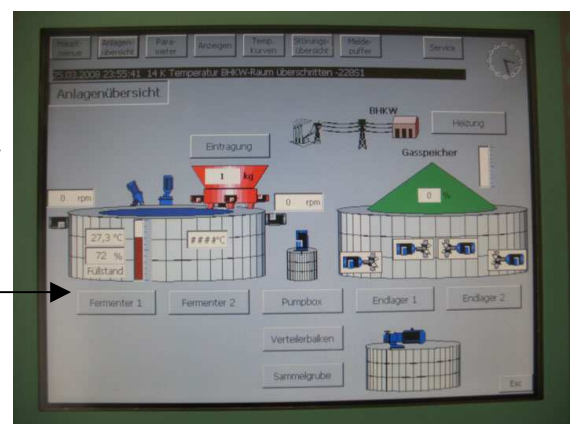 Haupt-
menue
Anlagen-
übersicht
Para-
meter
Anzeigen
Temp.
Kurven
Störungs-
übersicht
Melde-
puffer
Service
25.03.2008 23:55:41 14 K Temperatur BHKW-Raum überschritten -22851
Anlagenübersicht
BHKW
Eintragung
Heizung
Gasspeicher
1 kg
0 rpm
0 rpm
0 %
27,3 °C
####°C
72 %
Füllstand
Fermenter 1
Fermenter 2
Pumpbox
Endlager 1
Endlager 2
Verteilerbalken
Sammelgrube
Esc